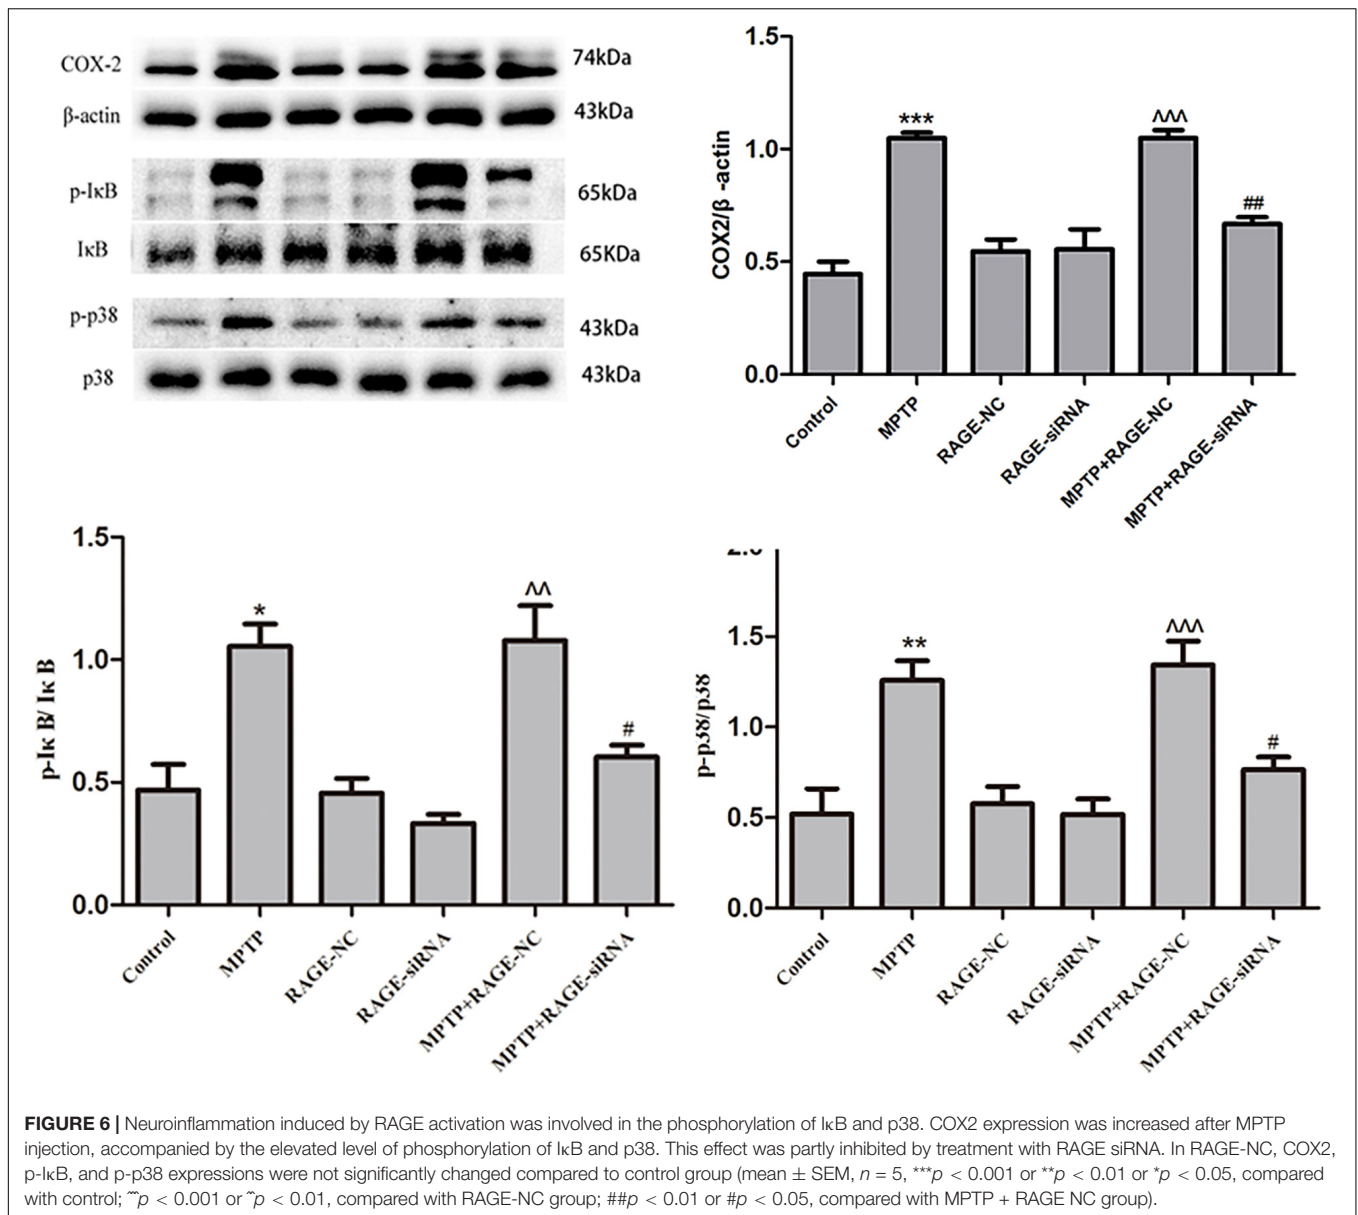 COX-2
74kDa
β-actin
43kDa
p-IκB
65kDa
IκB
65KDa
p-p38
43kDa
p38
43kDa
1.5
1.0
0.5
0.0
COX2/β -actin
***
^^^
##
Control
MPTP
RAGE-NC
RAGE-siRNA
MPTP+RAGE-NC
MPTP+RAGE-siRNA
1.5
1.0
0.5
0.0
p-Iκ B/ Iκ B
*
^^
#
Control
MPTP
RAGE-NC
RAGE-siRNA
MPTP+RAGE-NC
MPTP+RAGE-siRNA
2.0
1.5
1.0
0.5
0.0
p-p38/p38
**
^^^
#
Control
MPTP
RAGE-NC
RAGE-siRNA
MPTP+RAGE-NC
MPTP+RAGE-siRNA
FIGURE 6 | Neuroinflammation induced by RAGE activation was involved in the phosphorylation of IκB and p38. COX2 expression was increased after MPTP
injection, accompanied by the elevated level of phosphorylation of IκB and p38. This effect was partly inhibited by treatment with RAGE siRNA. In RAGE-NC, COX2,
p-IκB, and p-p38 expressions were not significantly changed compared to control group (mean ± SEM, n = 5, ***p < 0.001 or **p < 0.01 or *p < 0.05, compared
with control; ˜˜˜p < 0.001 or ˜˜p < 0.01, compared with RAGE-NC group; ##p < 0.01 or #p < 0.05, compared with MPTP + RAGE NC group).